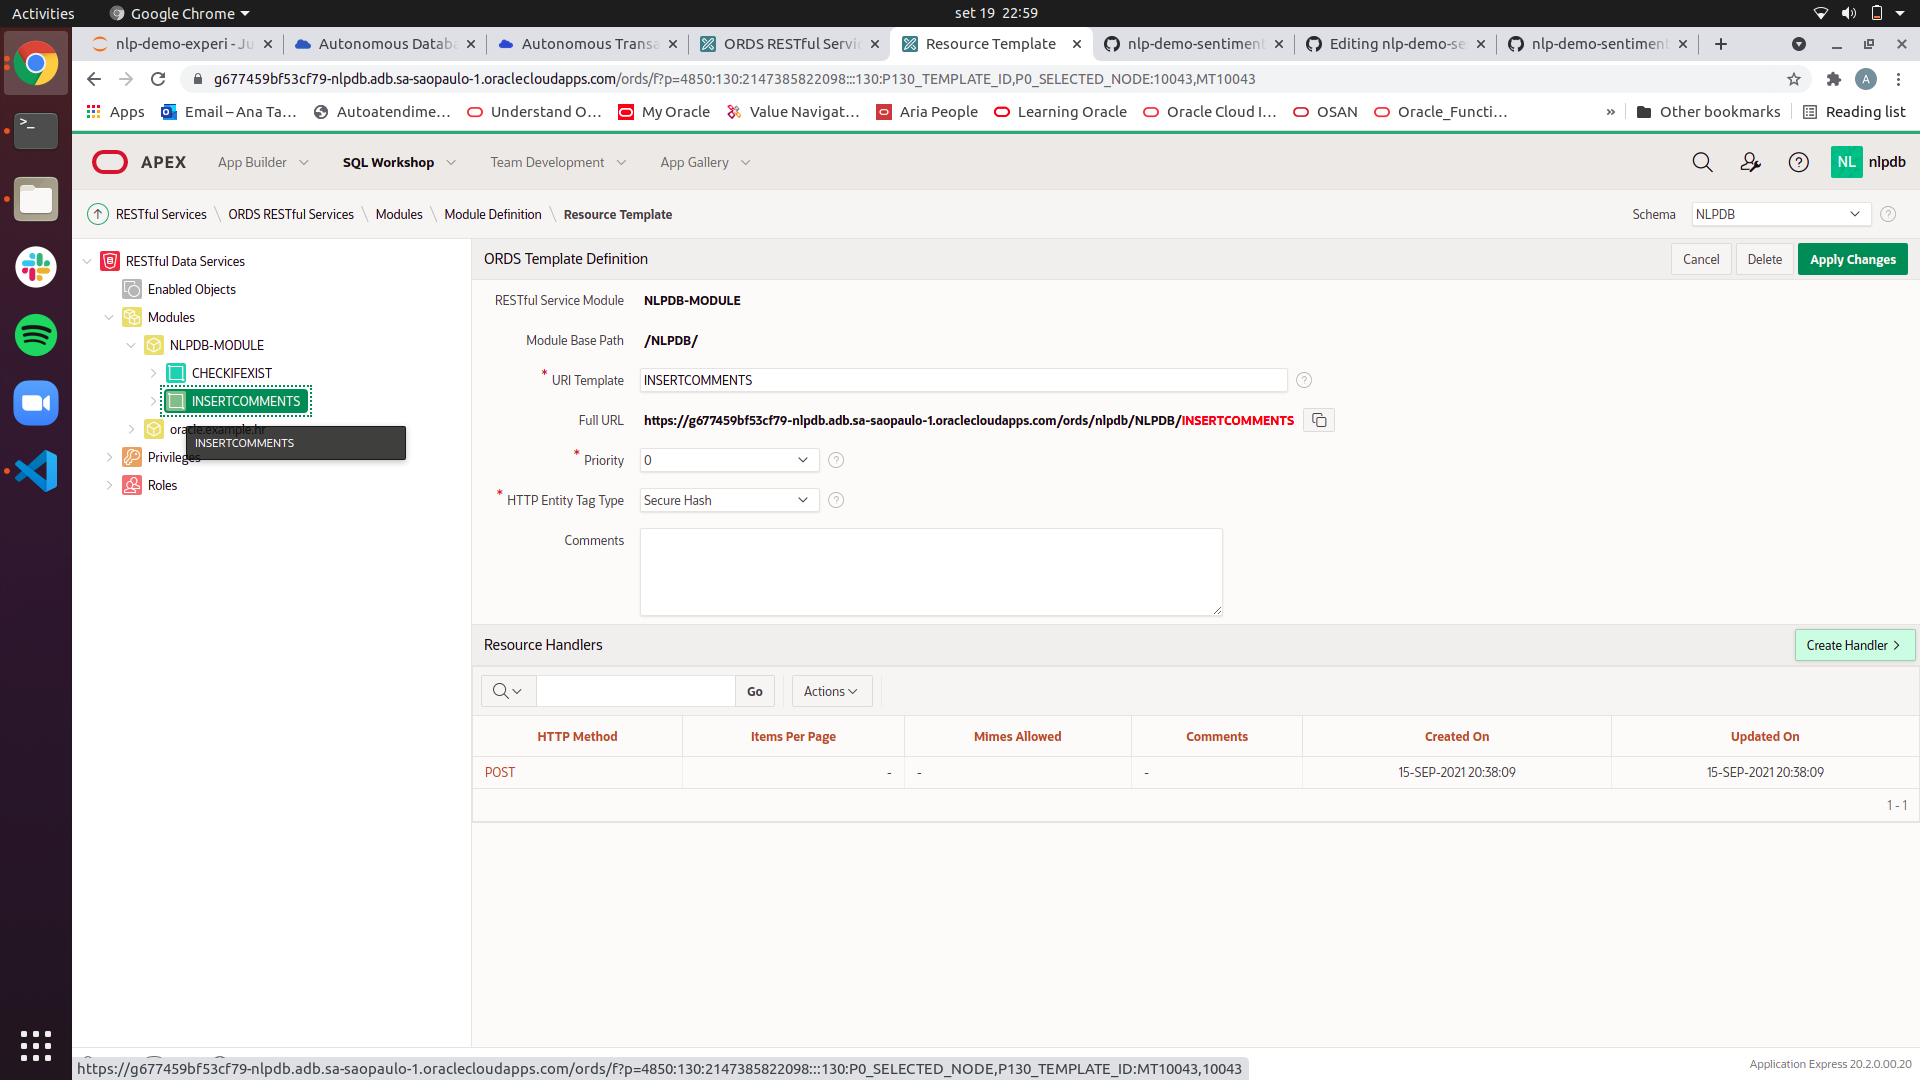 Activities
Google Chrome
set 19 22:59
nlp-demo-experi - Ju
Autonomous Databa
Autonomous Transa
ORDS RESTful Servic
Resource Template
nlp-demo-sentiment
Editing nlp-demo-se
nlp-demo-sentiment
g677459bf53cf79-nlpdb.adb.sa-saopaulo-1.oraclecloudapps.com/ords/f?p=4850:130:2147385822098:::130:P130_TEMPLATE_ID,P0_SELECTED_NODE:10043,MT10043
A
Apps
Email – Ana Ta…
Autoatendime…
Understand O…
My Oracle
Value Navigat…
Aria People
Learning Oracle
Oracle Cloud I…
OSAN
Oracle_Functi…
»
Other bookmarks
Reading list
APEX
App Builder
SQL Workshop
Team Development
App Gallery
NL
nlpdb
RESTful Services \ ORDS RESTful Services \ Modules \ Module Definition \ Resource Template
Schema
NLPDB
RESTful Data Services
Enabled Objects
Modules
NLPDB-MODULE
CHECKIFEXIST
INSERTCOMMENTS
oracle.example.hr
INSERTCOMMENTS
Privileges
Roles
ORDS Template Definition
Cancel
Delete
Apply Changes
RESTful Service Module
NLPDB-MODULE
Module Base Path
/NLPDB/
* URI Template
INSERTCOMMENTS
Full URL
https://g677459bf53cf79-nlpdb.adb.sa-saopaulo-1.oraclecloudapps.com/ords/nlpdb/NLPDB/INSERTCOMMENTS
* Priority
0
* HTTP Entity Tag Type
Secure Hash
Comments
Resource Handlers
Create Handler
Go
Actions
HTTP Method
Items Per Page
Mimes Allowed
Comments
Created On
Updated On
POST
-
-
-
15-SEP-2021 20:38:09
15-SEP-2021 20:38:09
1 - 1
https://g677459bf53cf79-nlpdb.adb.sa-saopaulo-1.oraclecloudapps.com/ords/f?p=4850:130:2147385822098:::130:P0_SELECTED_NODE,P130_TEMPLATE_ID:MT10043,10043
Application Express 20.2.0.00.20